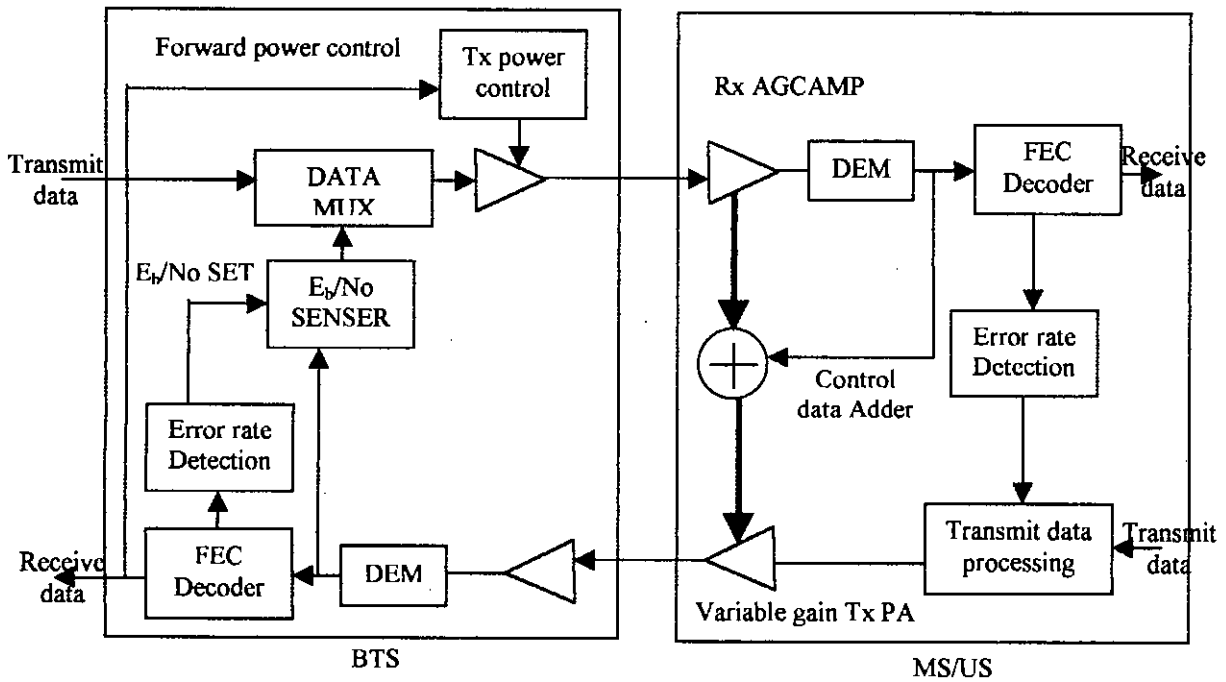 Forward power control
Tx power
control
Rx AGCAMP
Transmit
data
DATA
MUX
DEM
FEC
Decoder
Receive
data
E_b/No SET
E_b/No
SENSER
Error rate
Detection
Control
data Adder
Error rate
Detection
Receive
data
FEC
Decoder
DEM
Transmit data
processing
Transmit
data
Variable gain Tx PA
BTS
MS/US